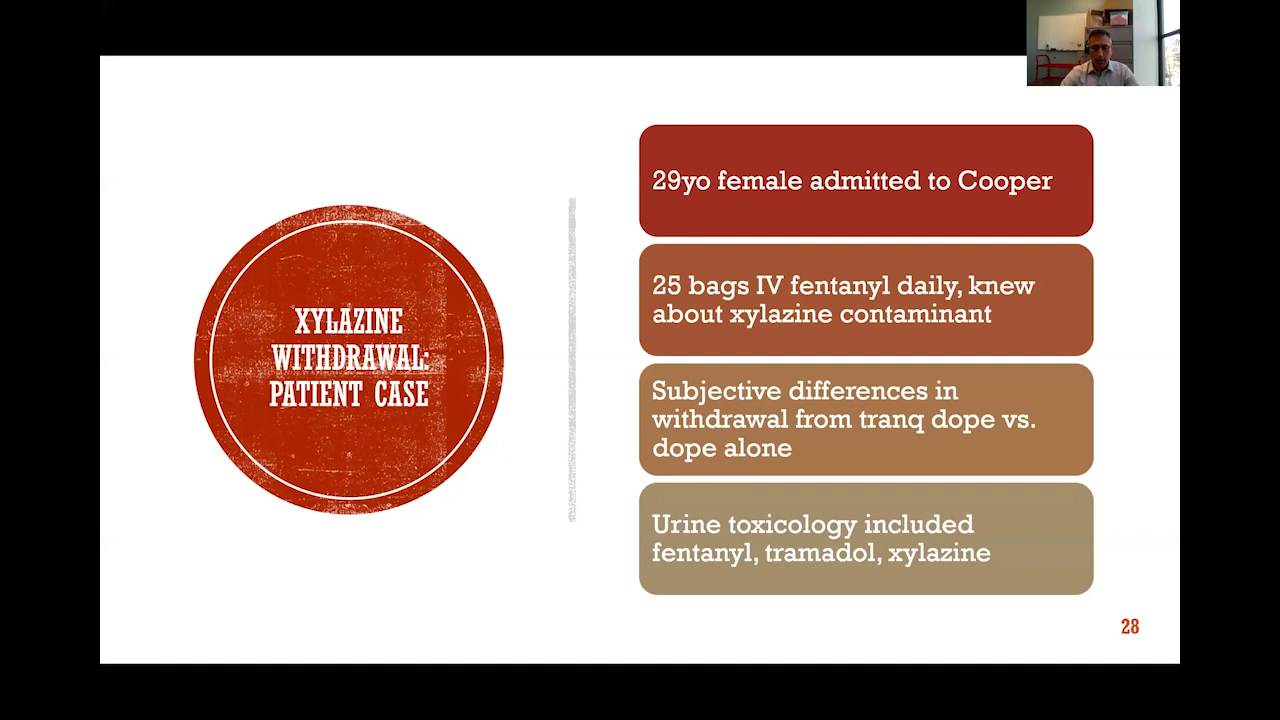 XYLAZINE
WITHDRAWAL:
PATIENT CASE
29yo female admitted to Cooper
25 bags IV fentanyl daily, knew
about xylazine contaminant
Subjective differences in
withdrawal from tranq dope vs.
dope alone
Urine toxicology included
fentanyl, tramadol, xylazine
28